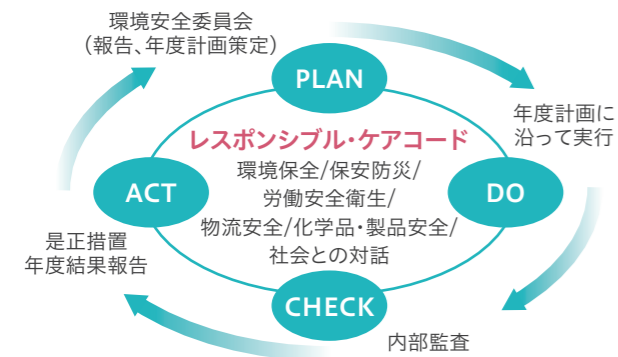 環境安全委員会
(報告、年度計画策定)
PLAN
年度計画に
沿って実行
レスポンシブル・ケアコード
環境保全/保安防災/
労働安全衛生/
物流安全/化学品・製品安全/
社会との対話
ACT
DO
是正措置
年度結果報告
CHECK
内部監査